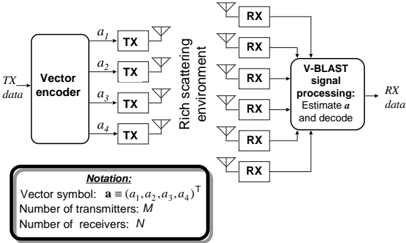 TX
data
Vector
encoder
a1
TX
a2
TX
a3
TX
a4
TX
Rich scattering
environment
RX
RX
RX
RX
RX
RX
V-BLAST
signal
processing:
Estimate a
and decode
RX
data
Notation:
Vector symbol: a ≡ (a1,a2,a3,a4)T
Number of transmitters: M
Number of receivers: N